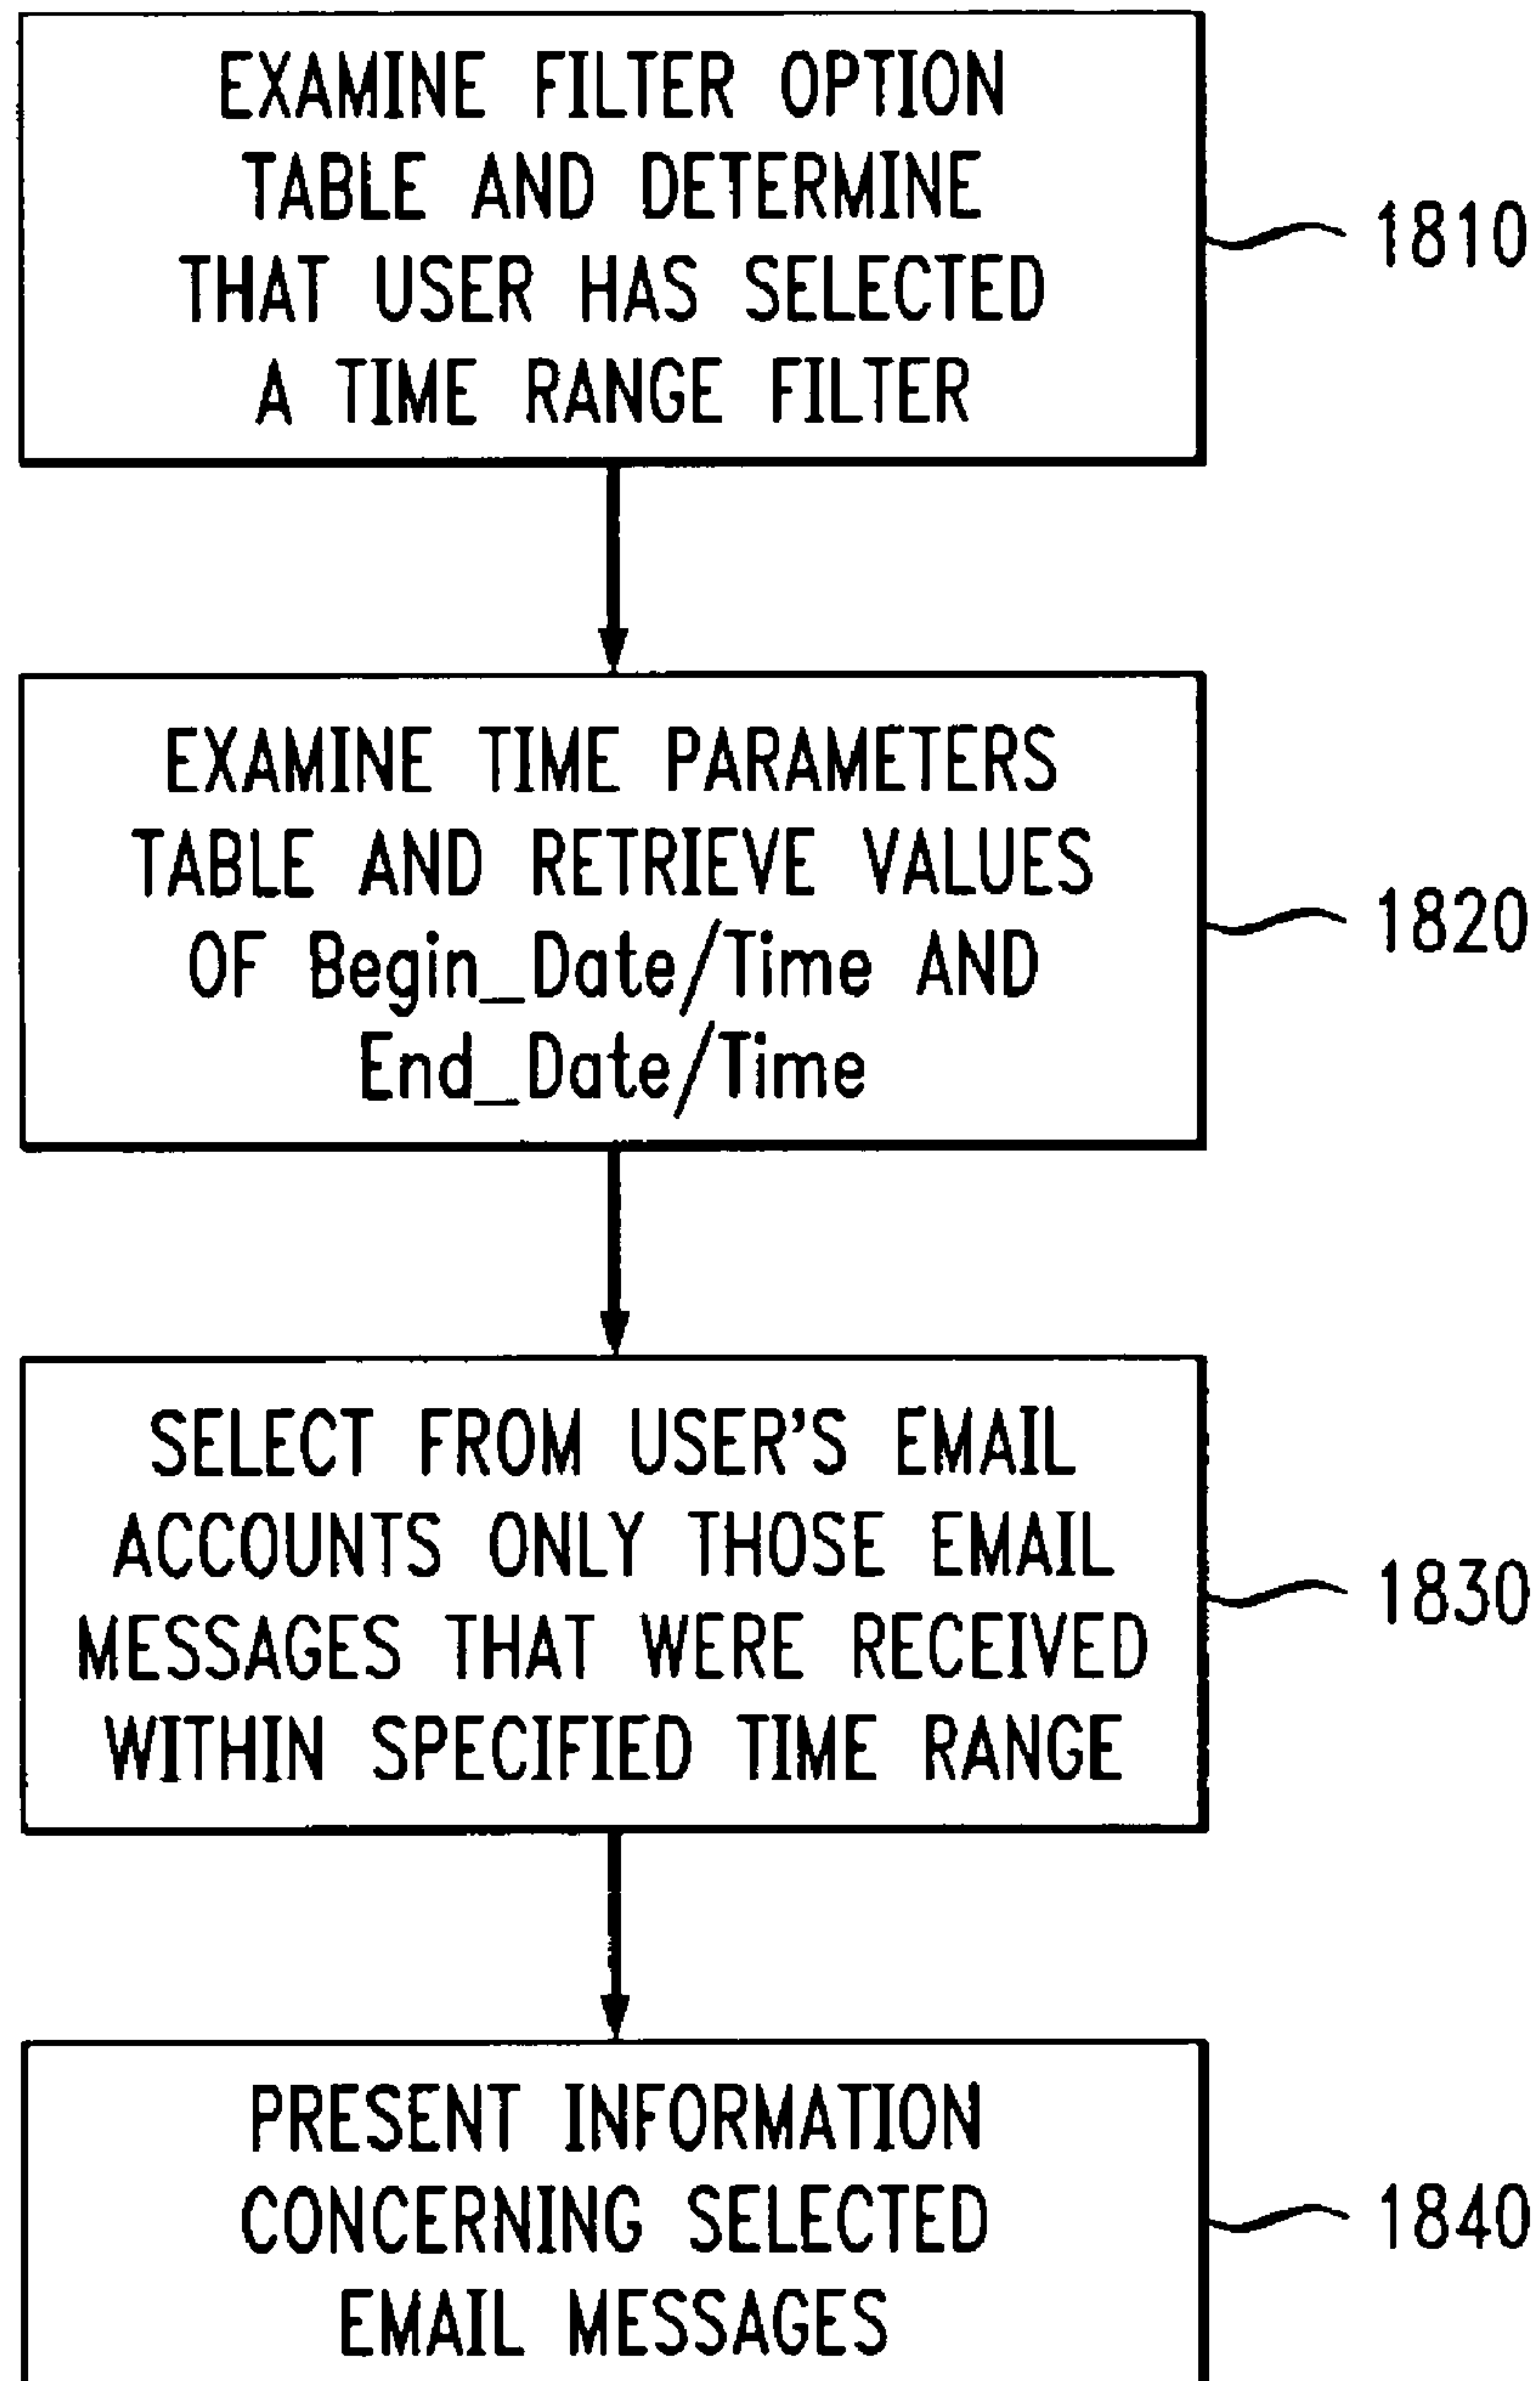 EXAMINE FILTER OPTION
TABLE AND DETERMINE
THAT USER HAS SELECTED
A TIME RANGE FILTER
1810
EXAMINE TIME PARAMETERS
TABLE AND RETRIEVE VALUES
OF Begin_Date/Time AND
End_Date/Time
1820
SELECT FROM USER'S EMAIL
ACCOUNTS ONLY THOSE EMAIL
MESSAGES THAT WERE RECEIVED
WITHIN SPECIFIED TIME RANGE
1830
PRESENT INFORMATION
CONCERNING SELECTED
EMAIL MESSAGES
1840